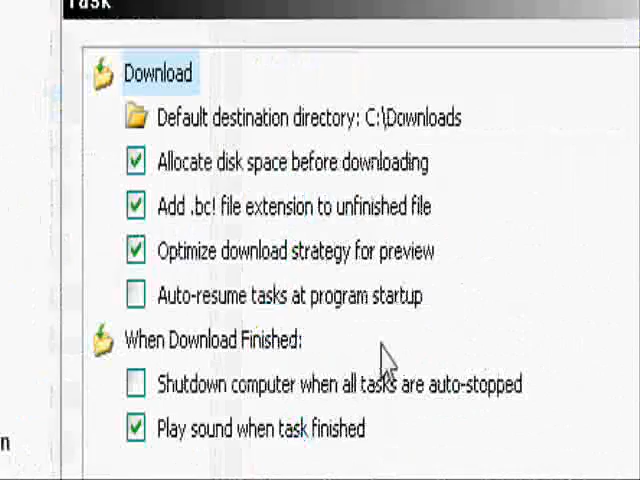 Task
Download
Default destination directory: C:\Downloads
Allocate disk space before downloading
Add .bc! file extension to unfinished file
Optimize download strategy for preview
Auto-resume tasks at program startup
When Download Finished:
Shutdown computer when all tasks are auto-stopped
Play sound when task finished
n